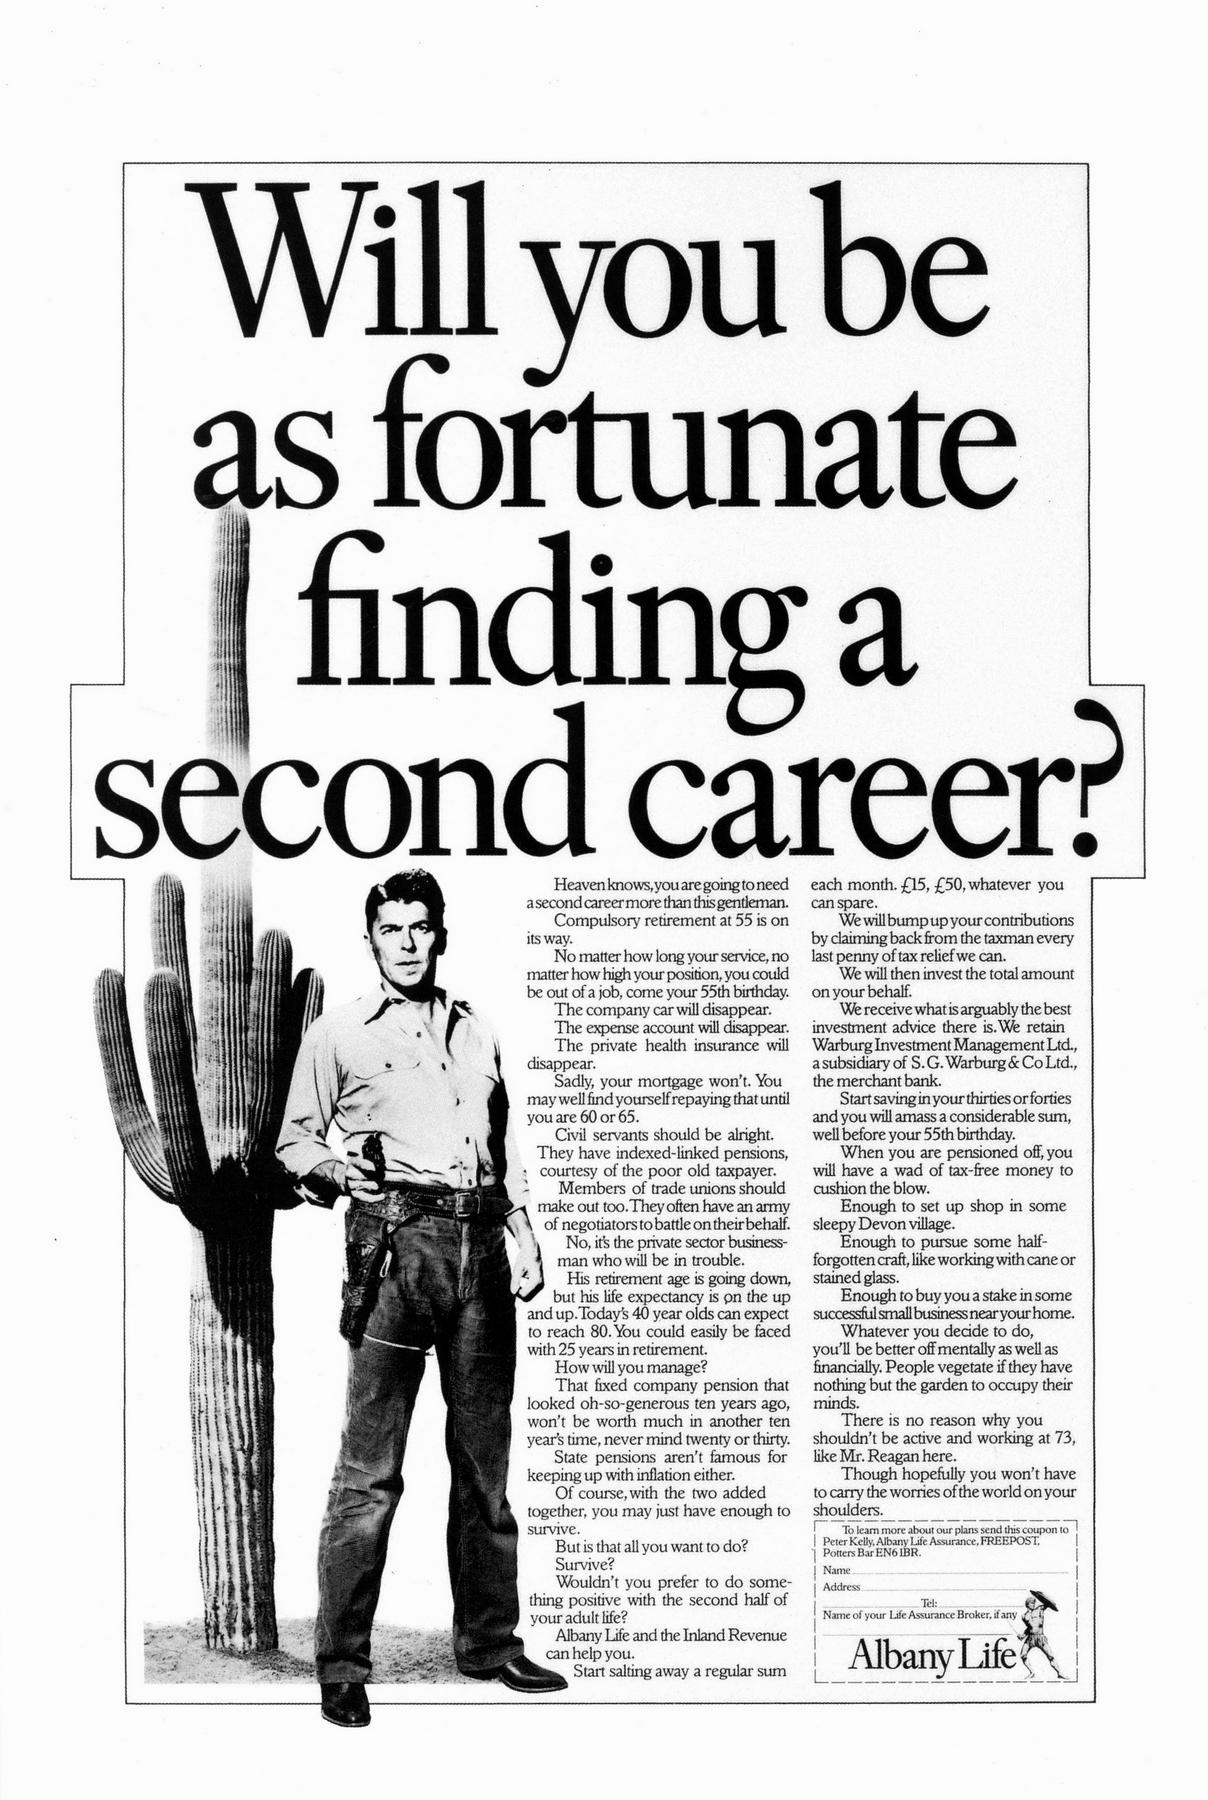 Will you be
as fortunate
finding a
second career?
Heaven knows, you are going to need
a second career more than this gentleman.
Compulsory retirement at 55 is on
its way.
No matter how long your service, no
matter how high your position, you could
be out of a job, come your 55th birthday.
The company car will disappear.
The expense account will disappear.
The private health insurance will
disappear.
Sadly, your mortgage won't. You
may well find yourself repaying that until
you are 60 or 65.
Civil servants should be alright.
They have indexed-linked pensions,
courtesy of the poor old taxpayer.
Members of trade unions should
make out too. They often have an army
of negotiators to battle on their behalf.
No, it's the private sector business-
man who will be in trouble.
His retirement age is going down,
but his life expectancy is on the up
and up. Today's 40 year olds can expect
to reach 80. You could easily be faced
with 25 years in retirement.
How will you manage?
That fixed company pension that
looked oh-so-generous ten years ago,
won't be worth much in another ten
year's time, never mind twenty or thirty.
State pensions aren't famous for
keeping up with inflation either.
Of course, with the two added
together, you may just have enough to
survive.
But is that all you want to do?
Survive?
Wouldn't you prefer to do some-
thing positive with the second half of
your adult life?
Albany Life and the Inland Revenue
can help you.
Start salting away a regular sum
each month. £15, £50, whatever you
can spare.
We will bump up your contributions
by claiming back from the taxman every
last penny of tax relief we can.
We will then invest the total amount
on your behalf.
We receive what is arguably the best
investment advice there is. We retain
Warburg Investment Management Ltd.,
a subsidiary of S. G. Warburg & Co Ltd.,
the merchant bank.
Start saving in your thirties or forties
and you will amass a considerable sum,
well before your 55th birthday.
When you are pensioned off, you
will have a wad of tax-free money to
cushion the blow.
Enough to set up shop in some
sleepy Devon village.
Enough to pursue some half-
forgotten craft, like working with cane or
stained glass.
Enough to buy you a stake in some
successful small business near your home.
Whatever you decide to do,
you'll be better off mentally as well as
financially. People vegetate if they have
nothing but the garden to occupy their
minds.
There is no reason why you
shouldn't be active and working at 73,
like Mr. Reagan here.
Though hopefully you won't have
to carry the worries of the world on your
shoulders.
To learn more about our plans send this coupon to
Peter Kelly, Albany Life Assurance, FREEPOST,
Potters Bar EN6 1BR.
Name
Address
Tel:
Name of your Life Assurance Broker, if any
Albany Life